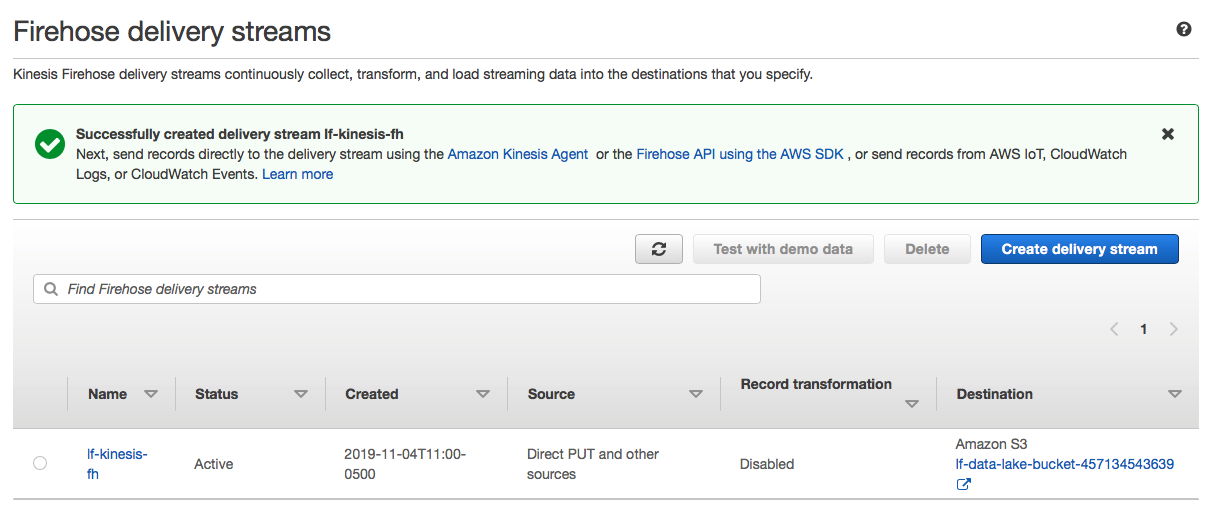 Firehose delivery streams
Kinesis Firehose delivery streams continuously collect, transform, and load streaming data into the destinations that you specify.
Successfully created delivery stream lf-kinesis-fh
Next, send records directly to the delivery stream using the Amazon Kinesis Agent or the Firehose API using the AWS SDK , or send records from AWS IoT, CloudWatch
Logs, or CloudWatch Events. Learn more
Test with demo data Delete Create delivery stream
Find Firehose delivery streams
1
Name Status Created Source Record transformation Destination
lf-kinesis-
fh
Active
2019-11-04T11:00-
0500
Direct PUT and other
sources
Disabled
Amazon S3
lf-data-lake-bucket-457134543639